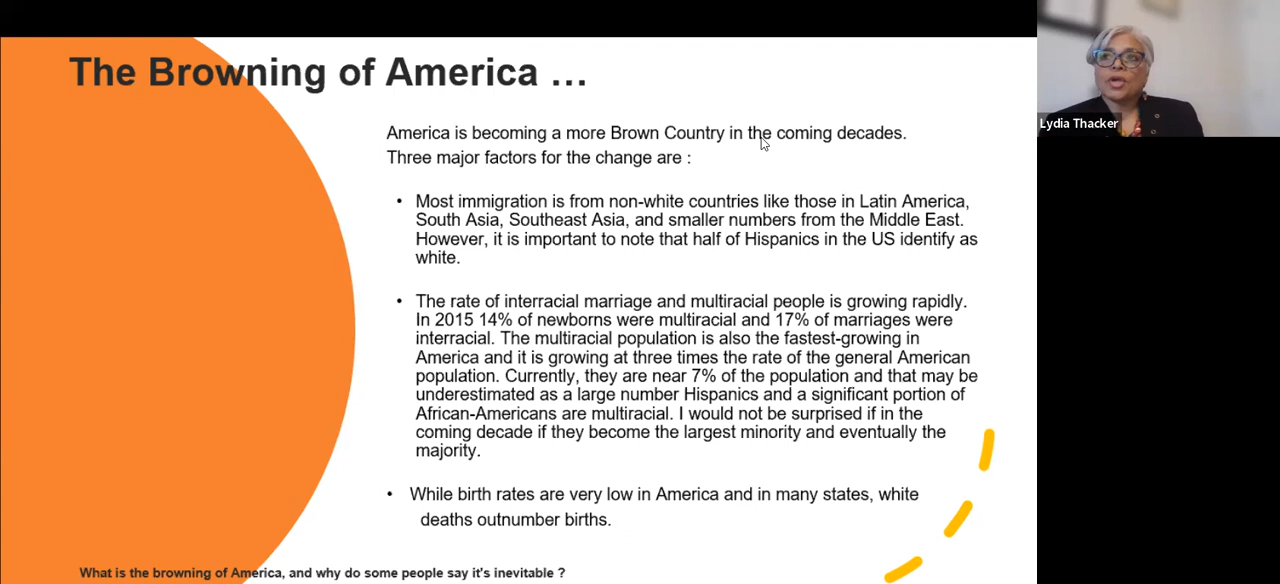 The Browning of America ...
America is becoming a more Brown Country in the coming decades.
Three major factors for the change are :
• Most immigration is from non-white countries like those in Latin America,
South Asia, Southeast Asia, and smaller numbers from the Middle East.
However, it is important to note that half of Hispanics in the US identify as
white.
• The rate of interracial marriage and multiracial people is growing rapidly.
In 2015 14% of newborns were multiracial and 17% of marriages were
interracial. The multiracial population is also the fastest-growing in
America and it is growing at three times the rate of the general American
population. Currently, they are near 7% of the population and that may be
underestimated as a large number Hispanics and a significant portion of
African-Americans are multiracial. I would not be surprised if in the
coming decade if they become the largest minority and eventually the
majority.
• While birth rates are very low in America and in many states, white
deaths outnumber births.
What is the browning of America, and why do some people say it's inevitable ?
Lydia Thacker